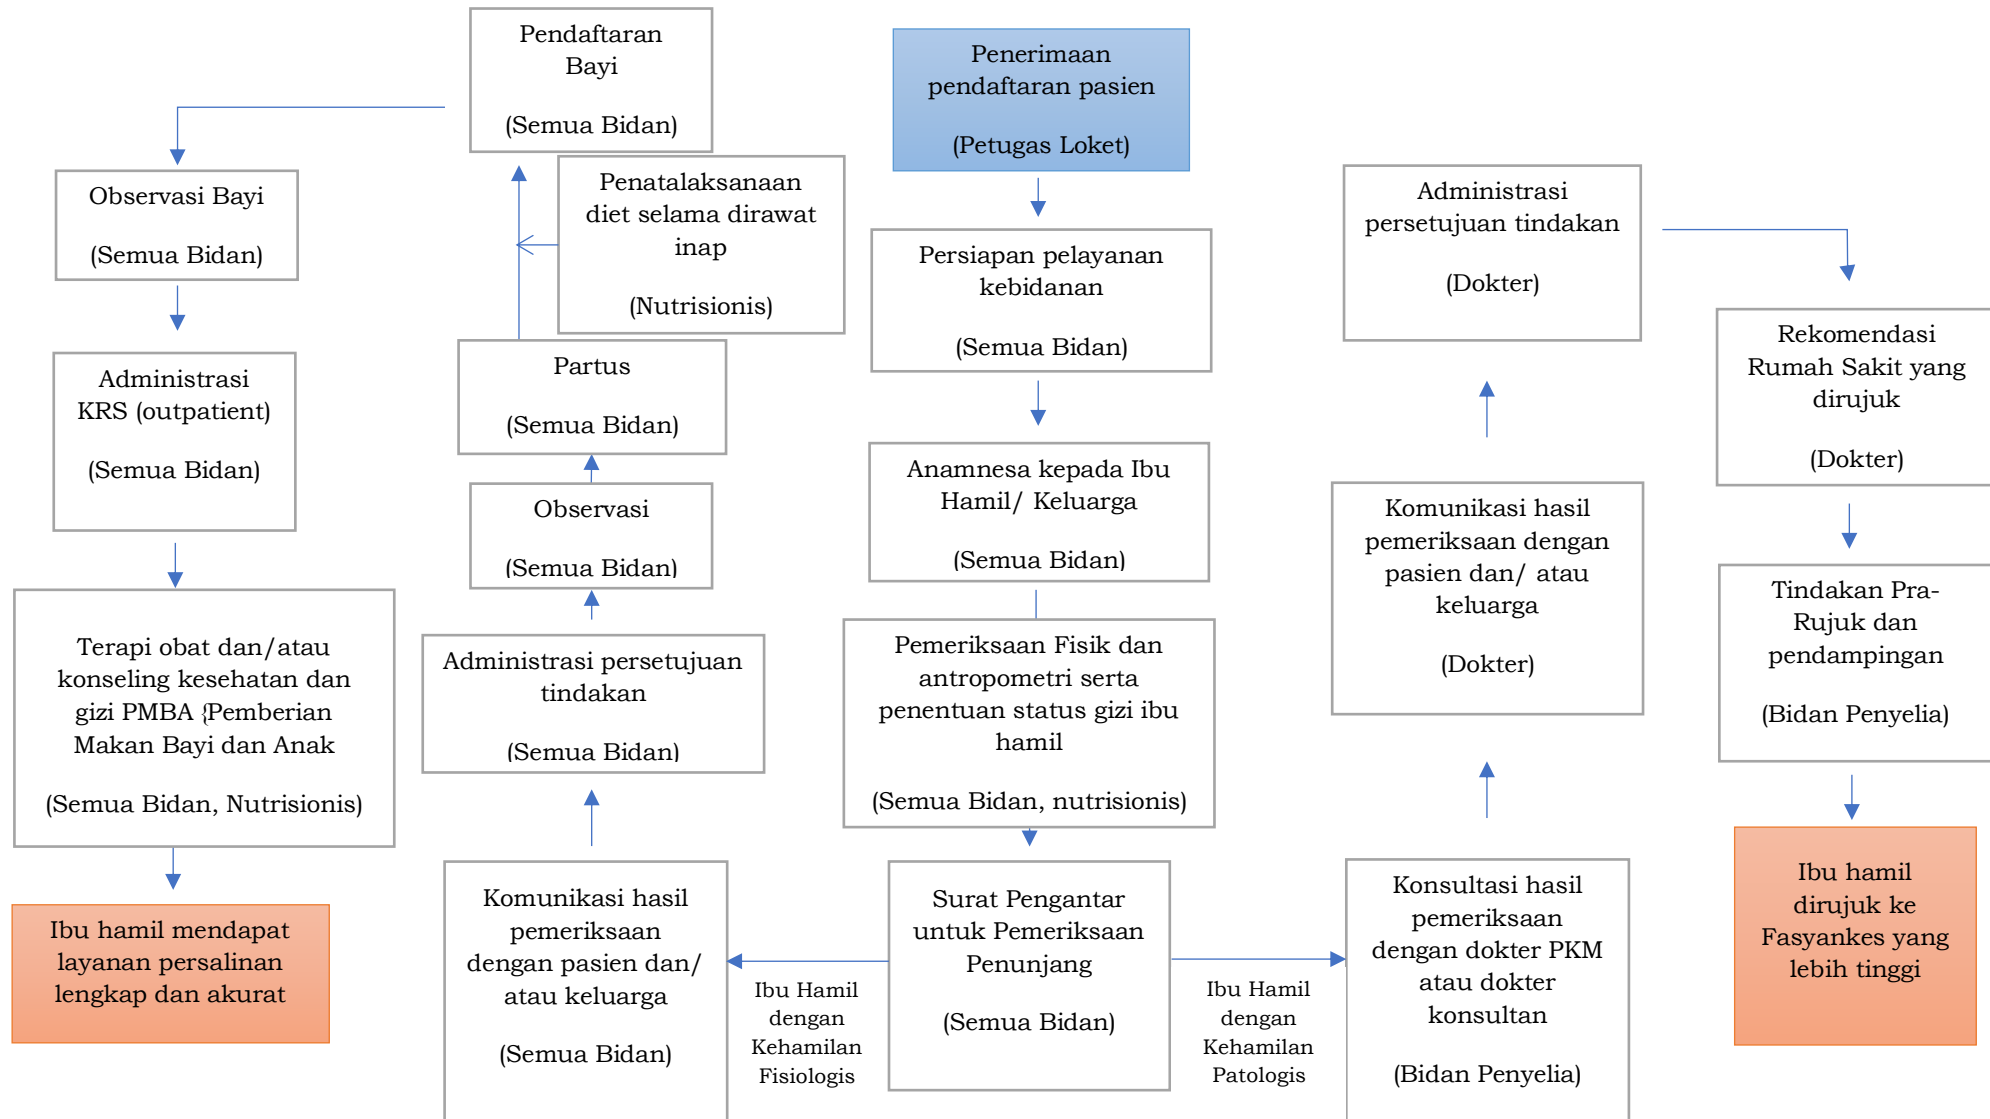 Penerimaan
pendaftaran pasien
(Petugas Loket)
Persiapan pelayanan
kebidanan
(Semua Bidan)
Anamnesa kepada Ibu
Hamil/ Keluarga
(Semua Bidan)
Pemeriksaan Fisik dan
antropometri serta
penentuan status gizi ibu
hamil
(Semua Bidan, nutrisionis)
Surat Pengantar
untuk Pemeriksaan
Penunjang
(Semua Bidan)
Ibu Hamil
dengan
Kehamilan
Fisiologis
Komunikasi hasil
pemeriksaan
dengan pasien dan/
atau keluarga
(Semua Bidan)
Administrasi persetujuan
tindakan
(Semua Bidan)
Observasi
(Semua Bidan)
Partus
(Semua Bidan)
Penatalaksanaan
diet selama dirawat
inap
(Nutrisionis)
Pendaftaran
Bayi
(Semua Bidan)
Observasi Bayi
(Semua Bidan)
Administrasi
KRS (outpatient)
(Semua Bidan)
Terapi obat dan/atau
konseling kesehatan dan
gizi PMBA {Pemberian
Makan Bayi dan Anak
(Semua Bidan, Nutrisionis)
Ibu hamil mendapat
layanan persalinan
lengkap dan akurat
Ibu Hamil
dengan
Kehamilan
Patologis
Konsultasi hasil
pemeriksaan
dengan dokter PKM
atau dokter
konsultan
(Bidan Penyelia)
Komunikasi hasil
pemeriksaan dengan
pasien dan/ atau
keluarga
(Dokter)
Administrasi
persetujuan tindakan
(Dokter)
Rekomendasi
Rumah Sakit yang
dirujuk
(Dokter)
Tindakan Pra-
Rujuk dan
pendampingan
(Bidan Penyelia)
Ibu hamil
dirujuk ke
Fasyankes yang
lebih tinggi